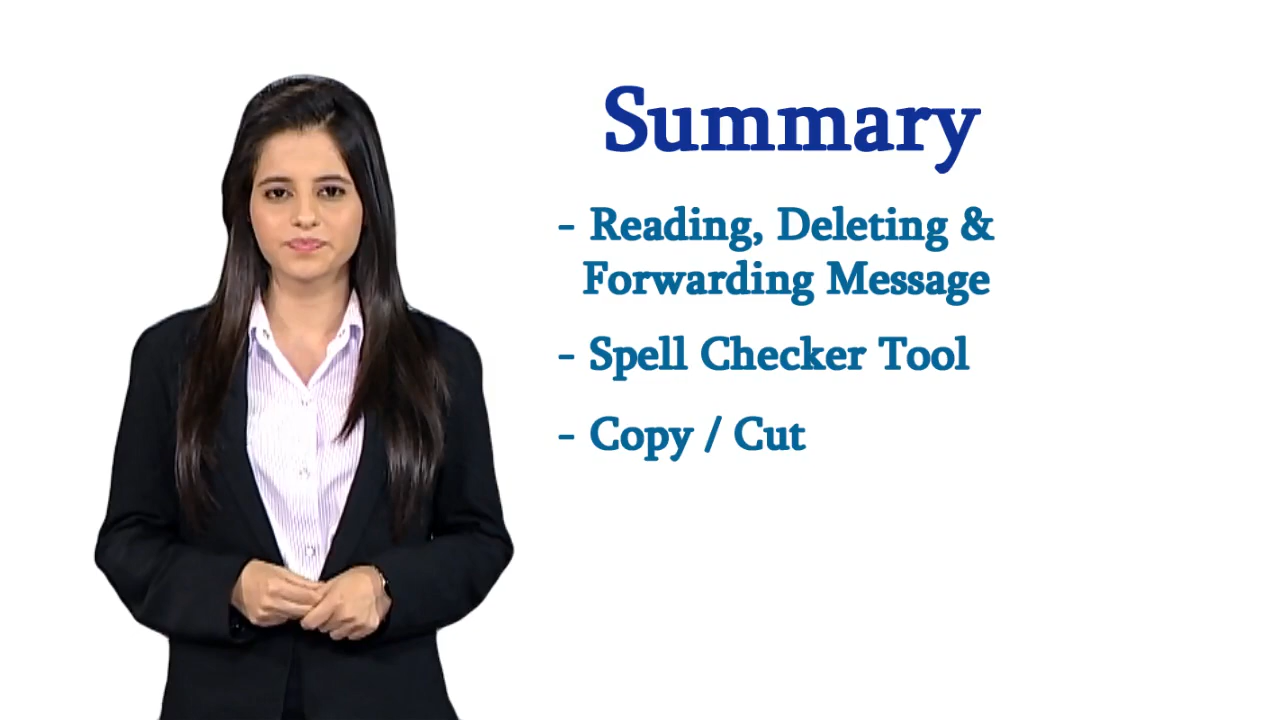 Summary
- Reading, Deleting &
Forwarding Message
- Spell Checker Tool
- Copy / Cut